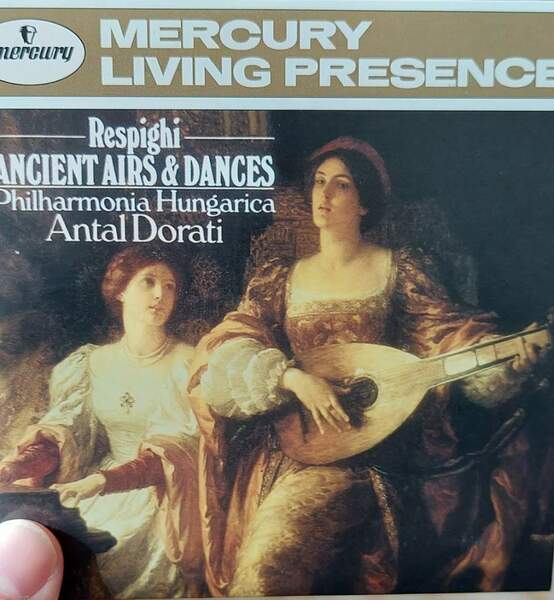 mercury
MERCURY
LIVING PRESENCE
Respighi
ANCIENT AIRS & DANCES
Philharmonia Hungarica
Antal Dorati